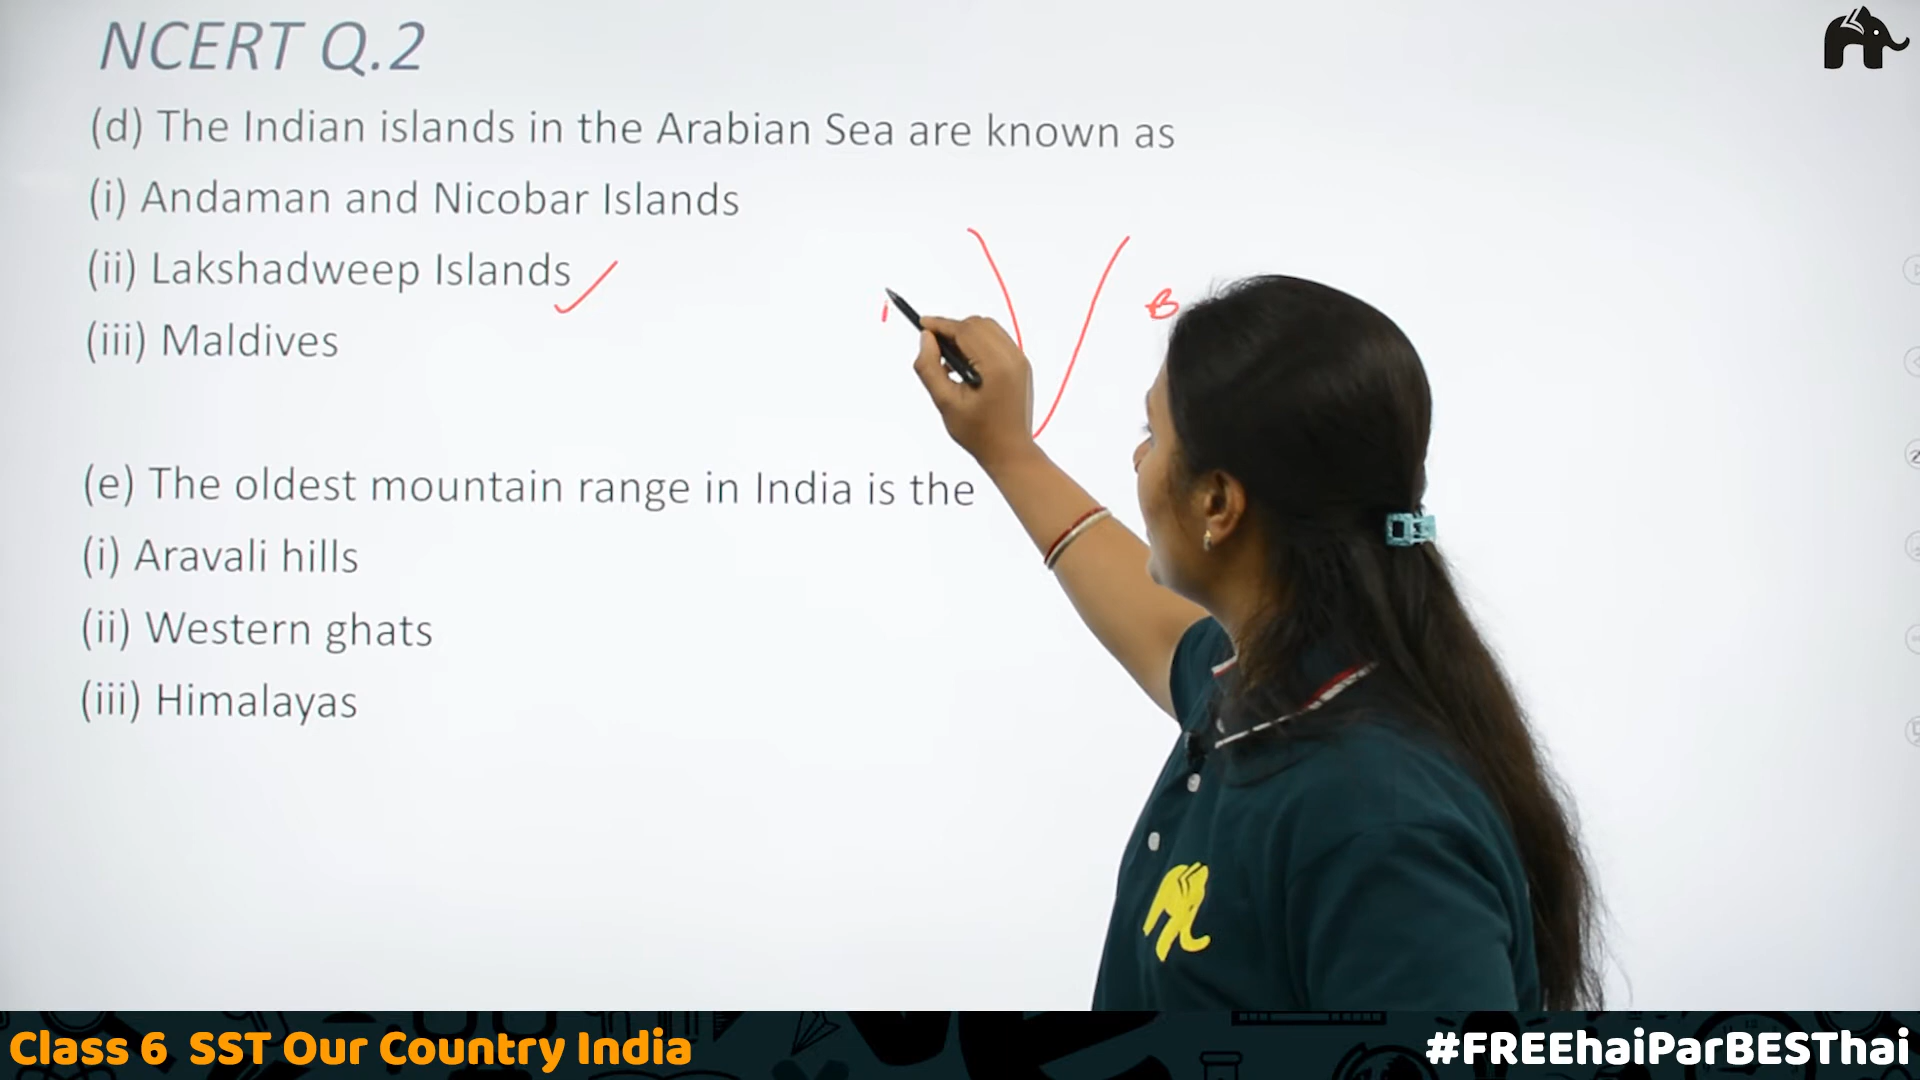 NCERT Q.2
(d) The Indian islands in the Arabian Sea are known as
(i) Andaman and Nicobar Islands
(ii) Lakshadweep Islands
(iii) Maldives
B
(e) The oldest mountain range in India is the
(i) Aravali hills
(ii) Western ghats
(iii) Himalayas
Class 6 SST Our Country India
#FREEhaiParBESThai